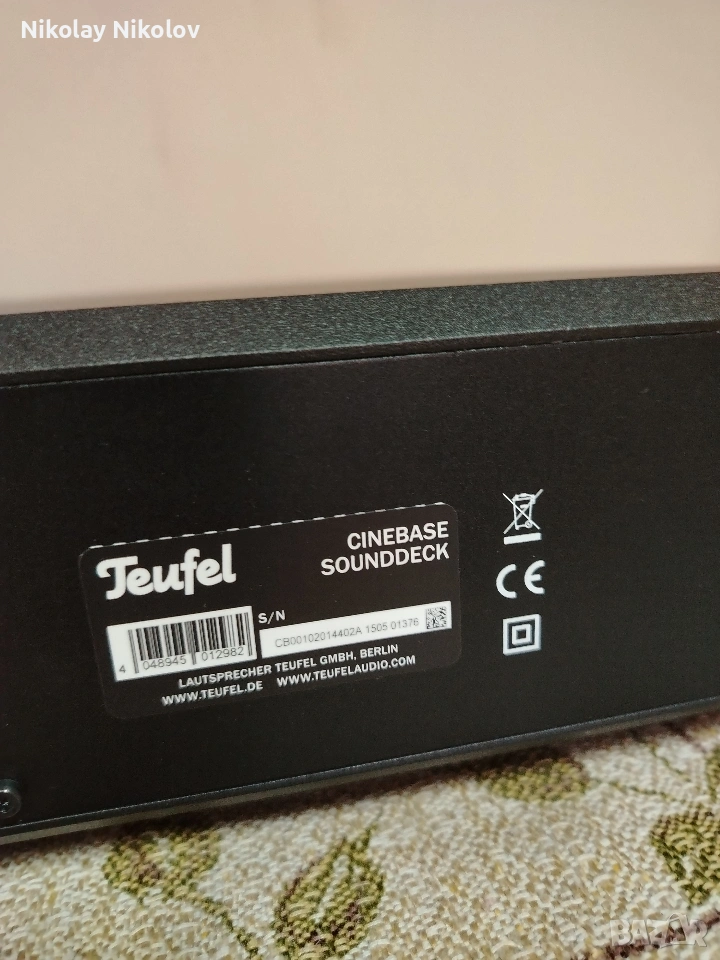 Nikolay Nikolov
Teufel
CINEBASE
SOUNDDECK
S/N
CB00102014402A 1505 01376
4 048945 012982
LAUTSPRECHER TEUFEL GMBH, BERLIN
WWW.TEUFEL.DE WWW.TEUFELAUDIO.COM
CE
BAZAR